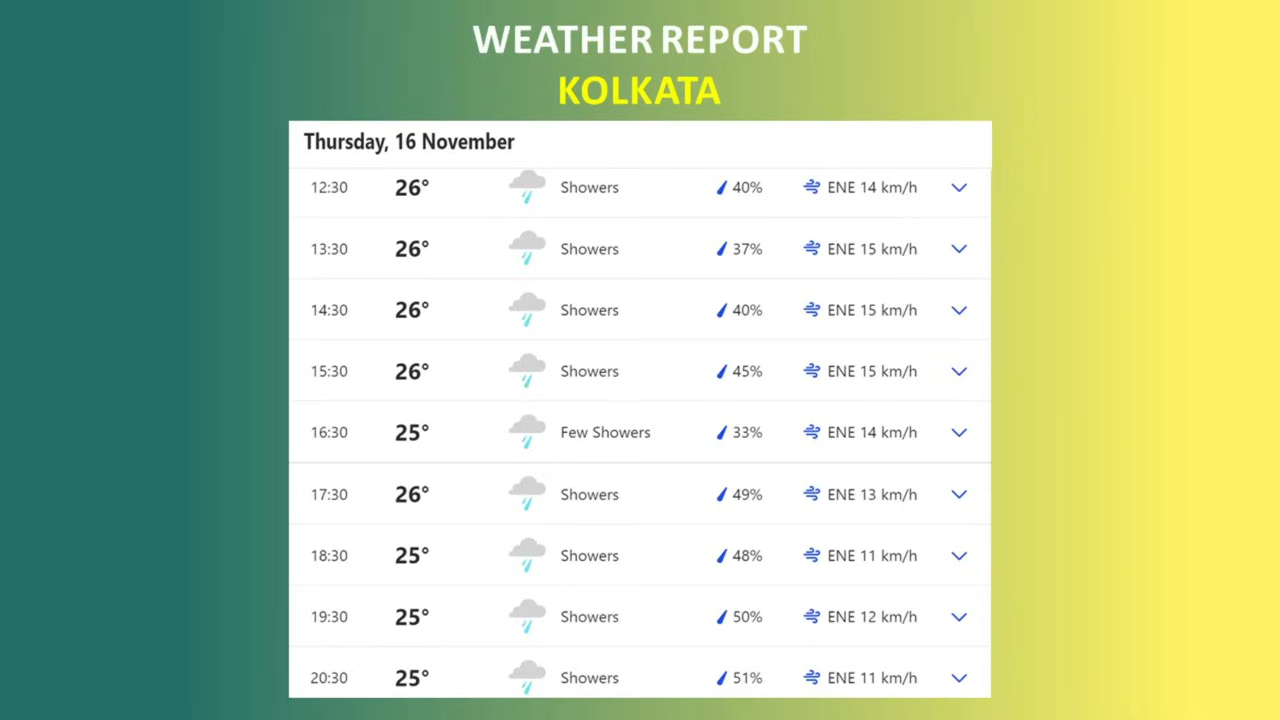 WEATHER REPORT
KOLKATA
Thursday, 16 November
12:30 26° Showers 40% ENE 14 km/h
13:30 26° Showers 37% ENE 15 km/h
14:30 26° Showers 40% ENE 15 km/h
15:30 26° Showers 45% ENE 15 km/h
16:30 25° Few Showers 33% ENE 14 km/h
17:30 26° Showers 49% ENE 13 km/h
18:30 25° Showers 48% ENE 11 km/h
19:30 25° Showers 50% ENE 12 km/h
20:30 25° Showers 51% ENE 11 km/h